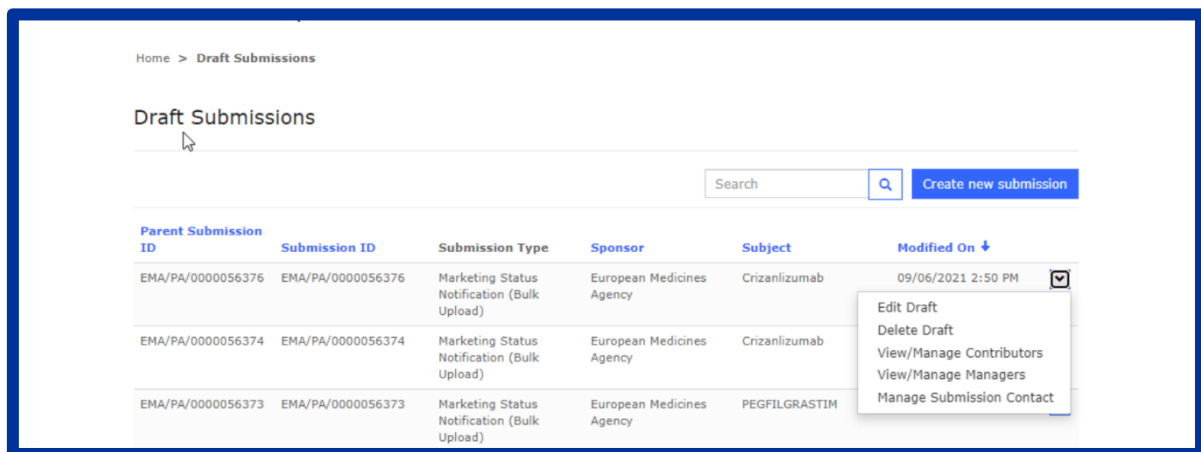 Home > Draft Submissions
Draft Submissions
Search
Create new submission
Parent Submission
ID Submission ID Submission Type Sponsor Subject Modified On
EMA/PA/0000056376 EMA/PA/0000056376 Marketing Status European Medicines Crizanlizumab 09/06/2021 2:50 PM
Notification (Bulk Agency
Upload)
Edit Draft
Delete Draft
View/Manage Contributors
View/Manage Managers
Manage Submission Contact
EMA/PA/0000056374 EMA/PA/0000056374 Marketing Status European Medicines Crizanlizumab
Notification (Bulk Agency
Upload)
EMA/PA/0000056373 EMA/PA/0000056373 Marketing Status European Medicines PEGFILGRASTIM
Notification (Bulk Agency
Upload)